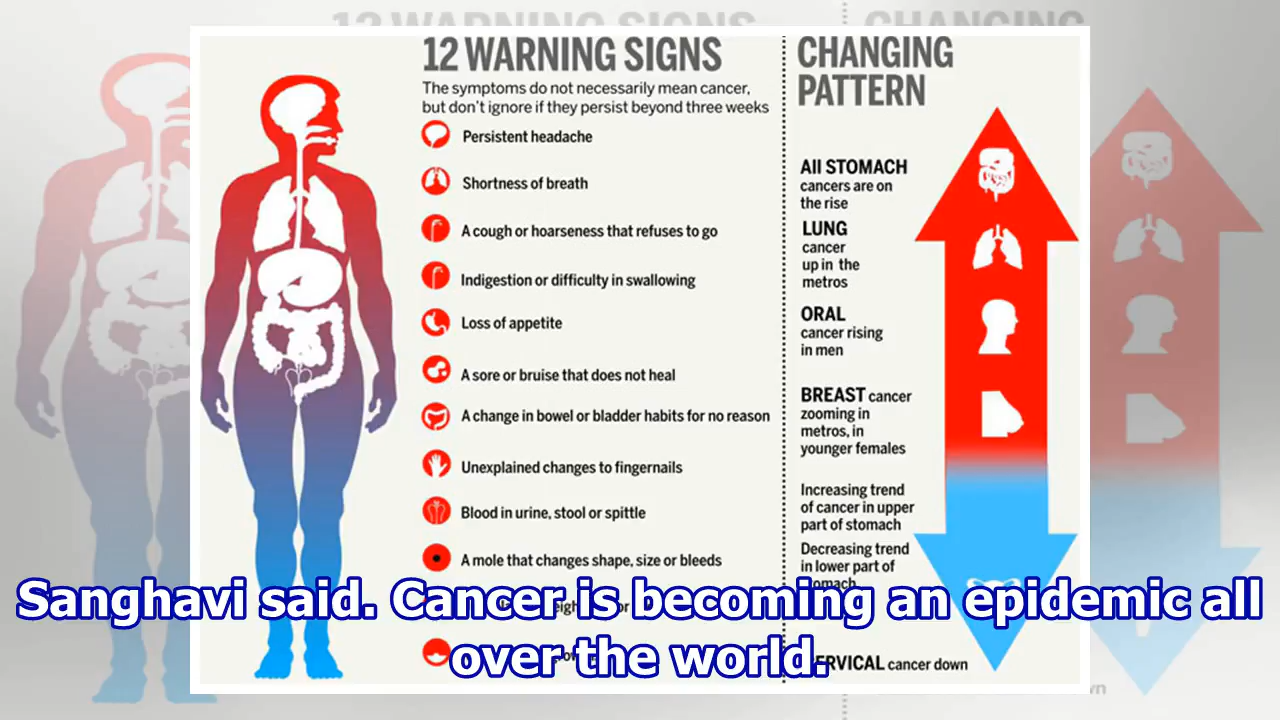 12 WARNING SIGNS
The symptoms do not necessarily mean cancer,
but don't ignore if they persist beyond three weeks
Persistent headache
Shortness of breath
A cough or hoarseness that refuses to go
Indigestion or difficulty in swallowing
Loss of appetite
A sore or bruise that does not heal
A change in bowel or bladder habits for no reason
Unexplained changes to fingernails
Blood in urine, stool or spittle
A mole that changes shape, size or bleeds
CHANGING
PATTERN
All STOMACH
cancers are on
the rise
LUNG
cancer
up in the
metros
ORAL
cancer rising
in men
BREAST cancer
zooming in
metros, in
younger females
Increasing trend
of cancer in upper
part of stomach
Decreasing trend
in lower part of
stomach
CERVICAL cancer down
Sanghavi said. Cancer is becoming an epidemic all
over the world.